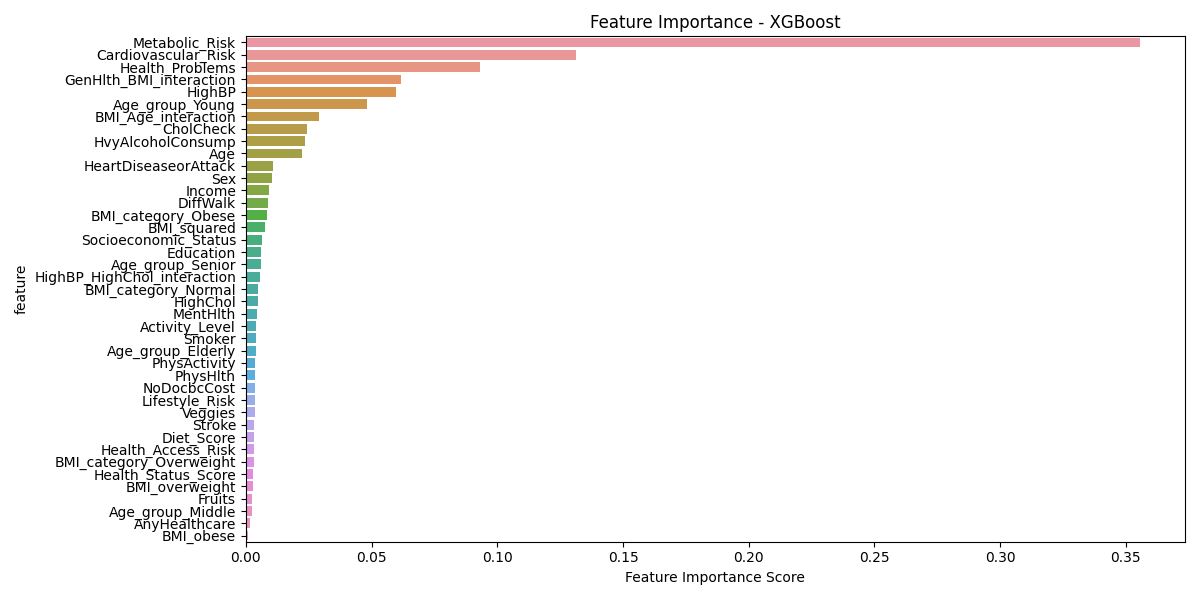 Feature Importance - XGBoost
feature
Metabolic_Risk
Cardiovascular_Risk
Health_Problems
GenHlth_BMI_interaction
HighBP
Age_group_Young
BMI_Age_interaction
CholCheck
HvyAlcoholConsump
Age
HeartDiseaseorAttack
Sex
Income
DiffWalk
BMI_category_Obese
BMI_squared
Socioeconomic_Status
Education
Age_group_Senior
HighBP_HighChol_interaction
BMI_category_Normal
HighChol
MentHlth
Activity_Level
Smoker
Age_group_Elderly
PhysActivity
PhysHlth
NoDocbcCost
Lifestyle_Risk
Veggies
Stroke
Diet_Score
Health_Access_Risk
BMI_category_Overweight
Health_Status_Score
BMI_overweight
Fruits
Age_group_Middle
AnyHealthcare
BMI_obese
0.00 0.05 0.10 0.15 0.20 0.25 0.30 0.35
Feature Importance Score